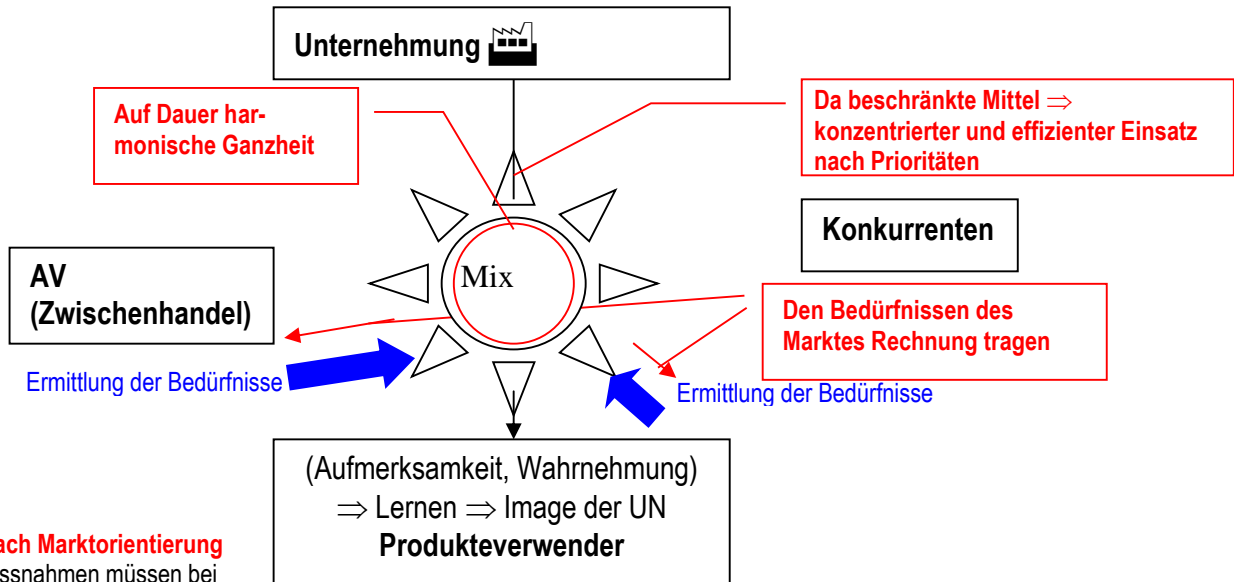 Unternehmung
Auf Dauer har-
monische Ganzheit
Da beschränkte Mittel ⇒
konzentrierter und effizienter Einsatz
nach Prioritäten
Konkurrenten
AV
(Zwischenhandel)
Mix
Den Bedürfnissen des
Marktes Rechnung tragen
Ermittlung der Bedürfnisse
Ermittlung der Bedürfnisse
(Aufmerksamkeit, Wahrnehmung)
⇒ Lernen ⇒ Image der UN
Produkteverwender
ach Marktorientierung
ssnahmen müssen bei